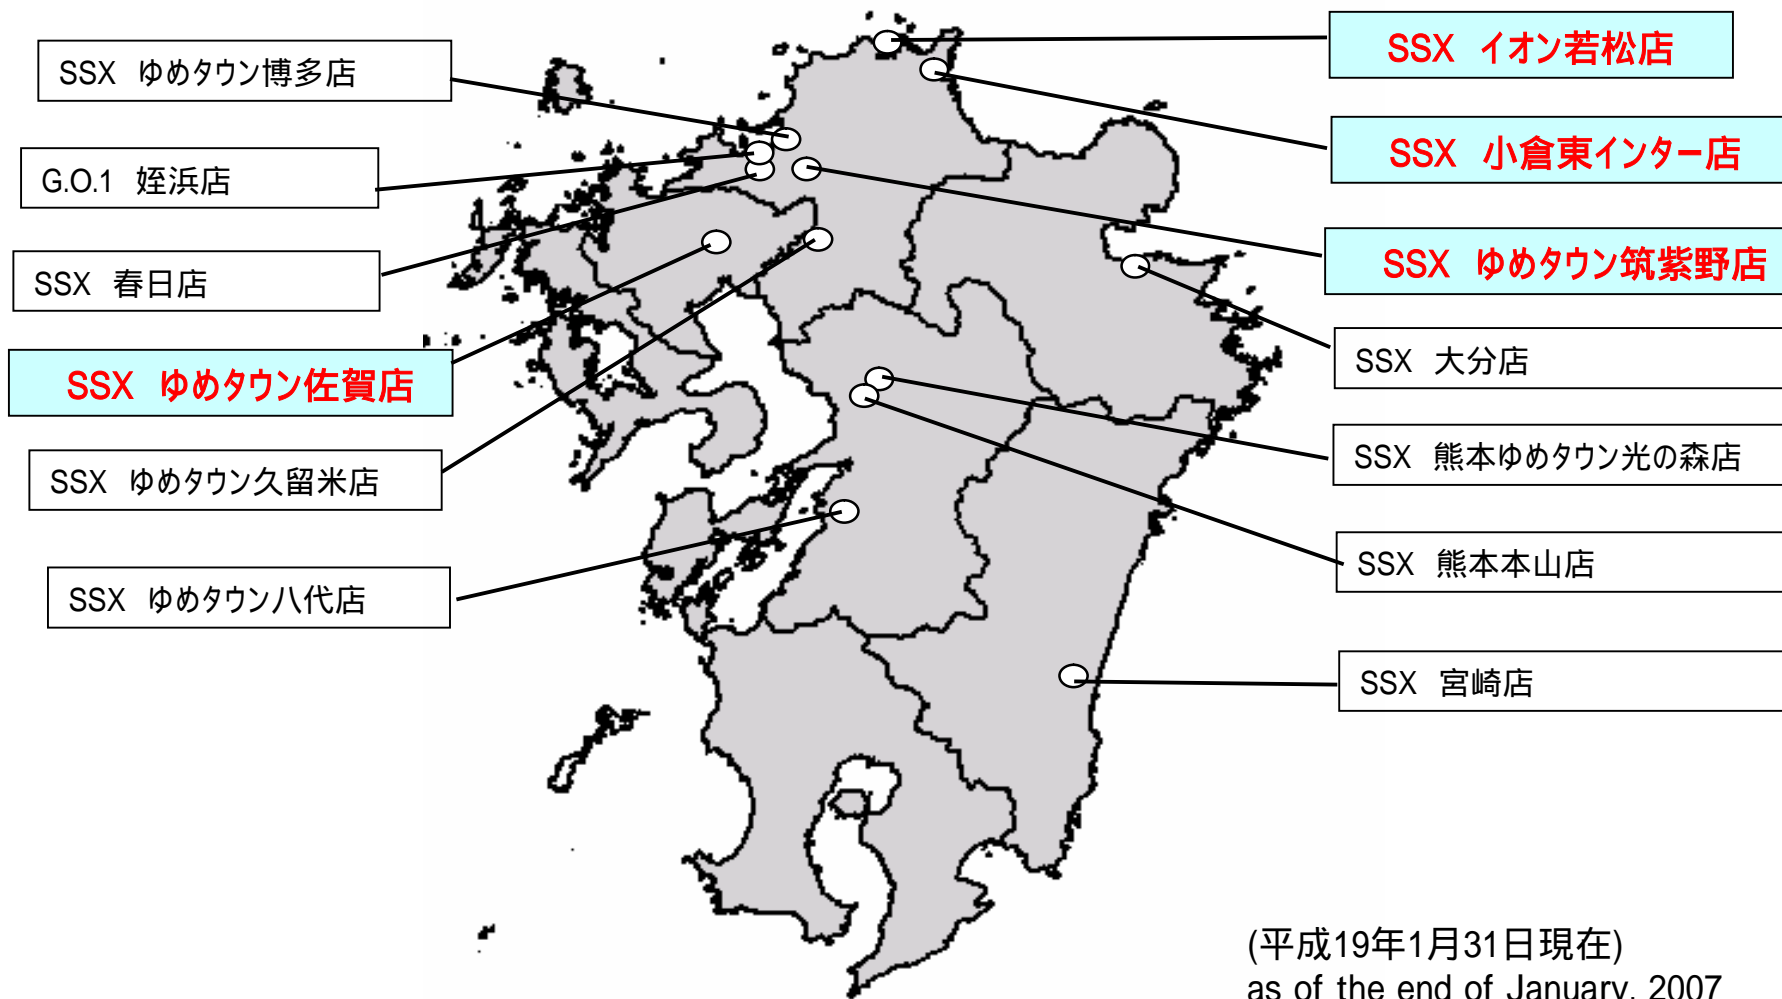 SSX ゆめタウン博多店
G.O.1 姪浜店
SSX 春日店
SSX ゆめタウン佐賀店
SSX ゆめタウン久留米店
SSX ゆめタウン八代店
SSX イオン若松店
SSX 小倉東インター店
SSX ゆめタウン筑紫野店
SSX 大分店
SSX 熊本ゆめタウン光の森店
SSX 熊本本山店
SSX 宮崎店
(平成19年1月31日現在)
as of the end of January, 2007